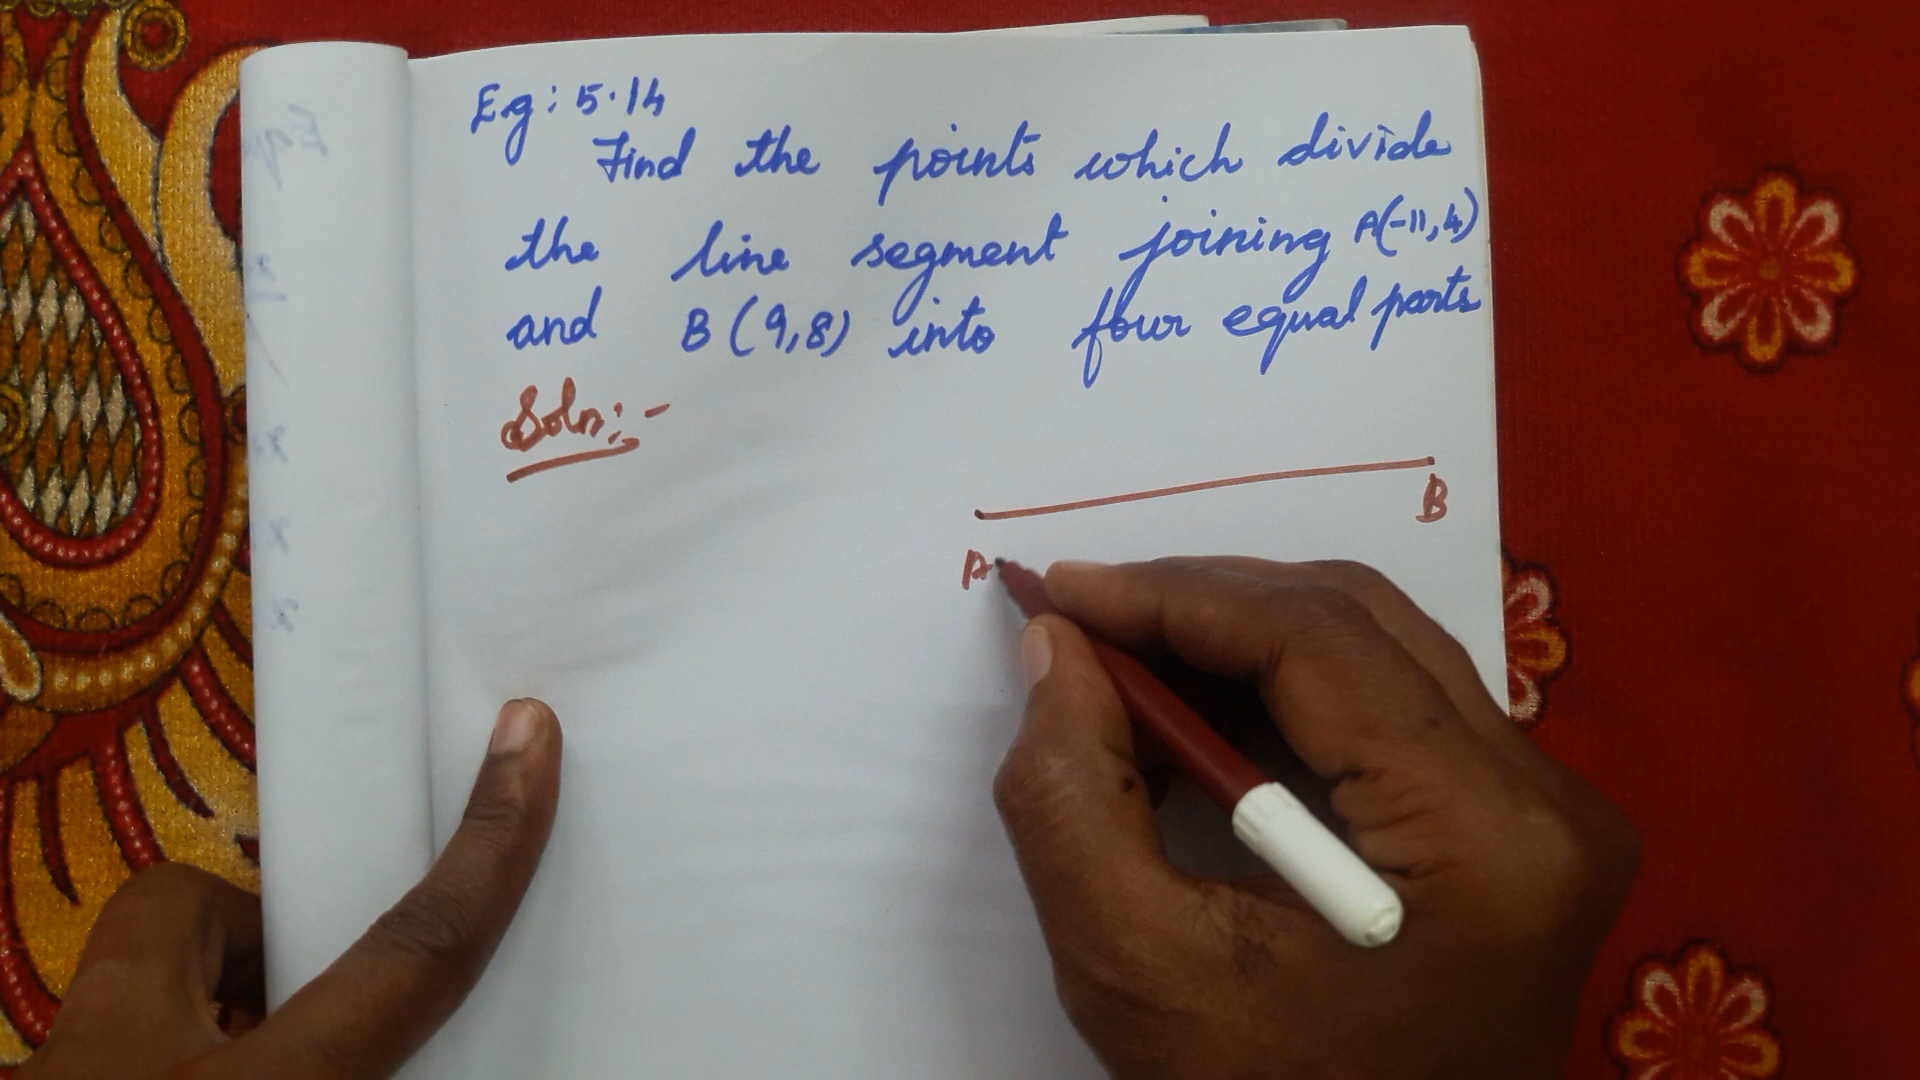 Eg: 5.14
Find the points which divide
the line segment joining A(-11,4)
and B (9,8) into four equal parts
Soln:-
B
A